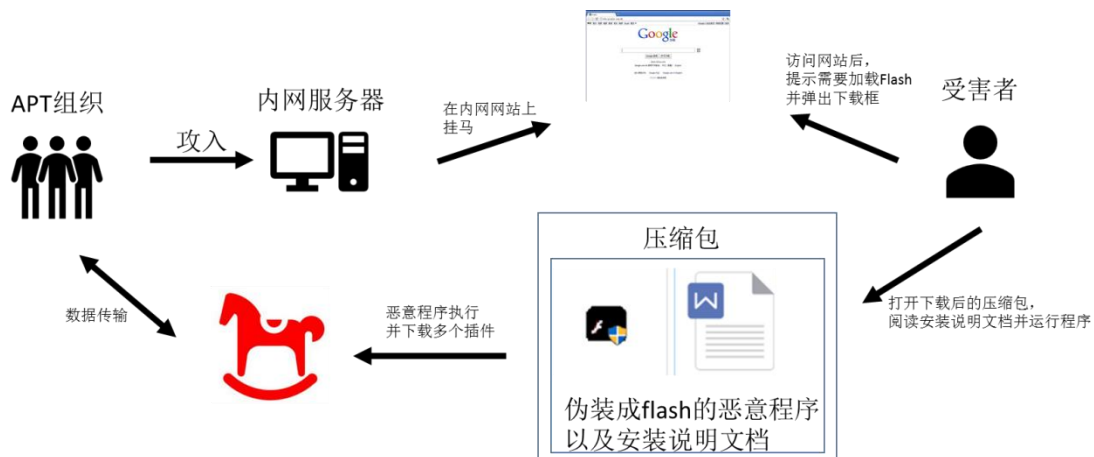 APT组织
攻入
内网服务器
在内网网站上
挂马
Google
访问网站后，
提示需要加载Flash
并弹出下载框
受害者
打开下载后的压缩包，
阅读安装说明文档并运行程序
压缩包
W
伪装成flash的恶意程序
以及安装说明文档
恶意程序执行
并下载多个插件
数据传输